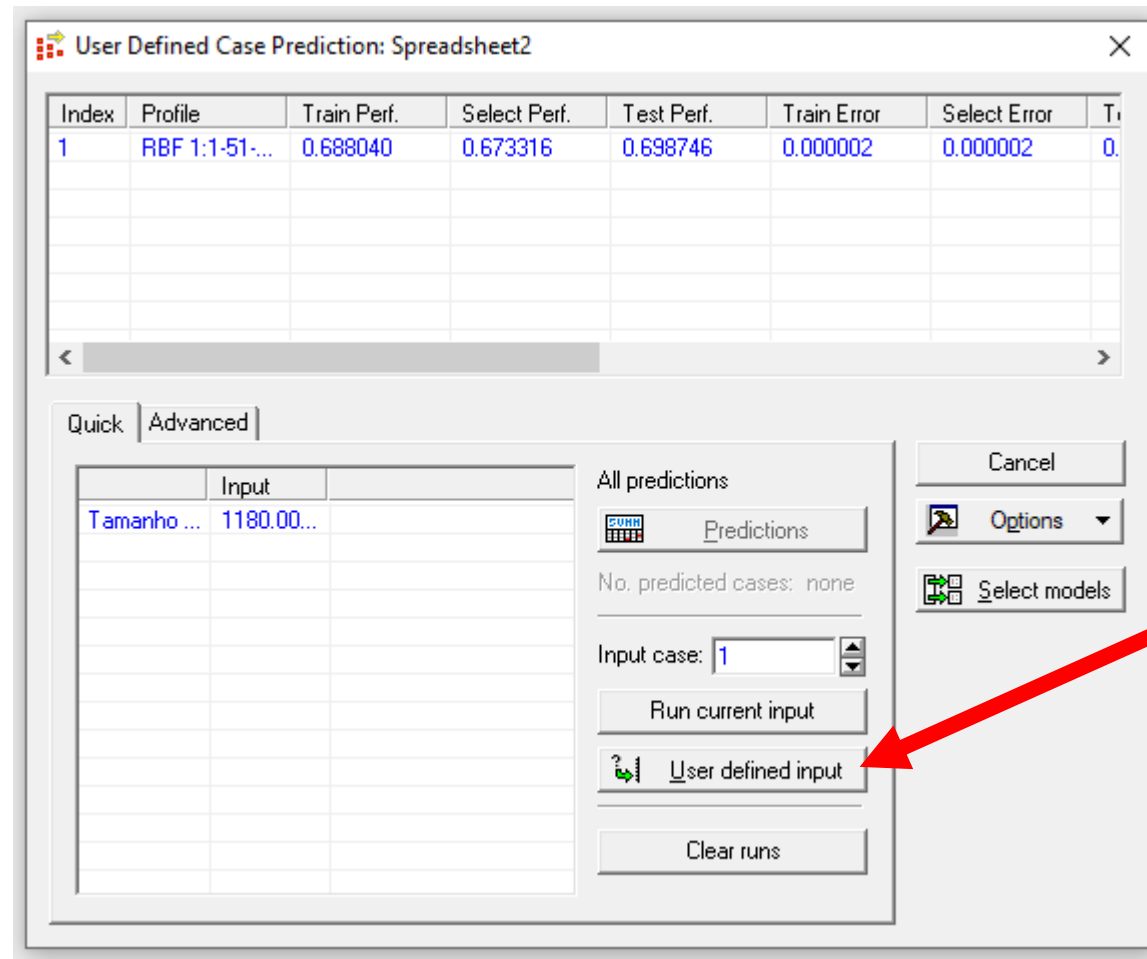 User Defined Case Prediction: Spreadsheet2
Index Profile Train Perf. Select Perf. Test Perf. Train Error Select Error
1 RBF 1:1-51-... 0.688040 0.673316 0.698746 0.000002 0.000002 0.
Quick Advanced
Input
Tamanho ... 1180.00...
All predictions
Predictions
No. predicted cases: none
Input case: 1
Run current input
User defined input
Clear runs
Cancel
Options
Select models